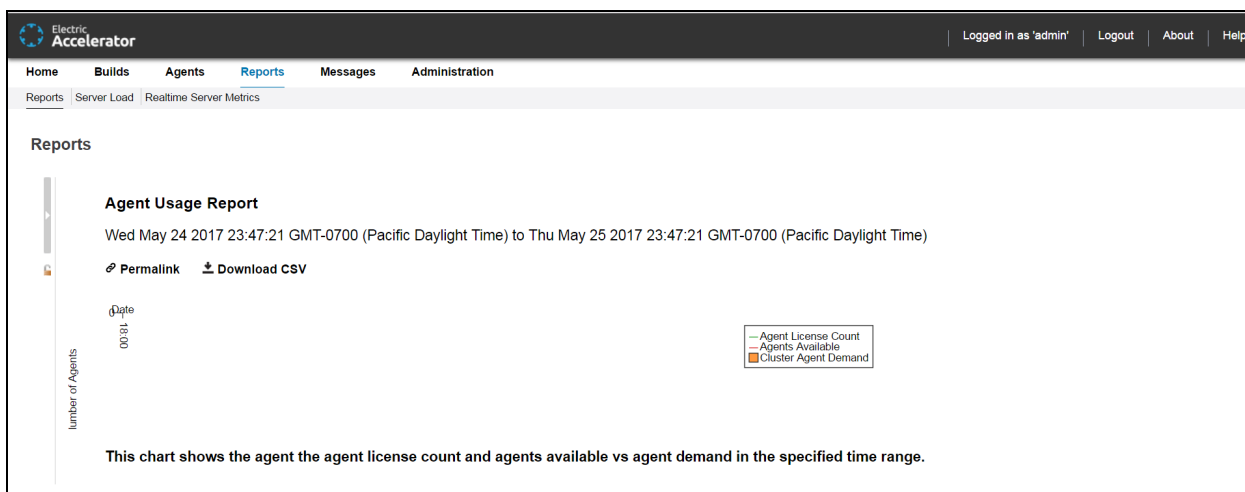 Electric
Accelerator
Logged in as 'admin' Logout About Help
Home Builds Agents Reports Messages Administration
Reports Server Load Realtime Server Metrics
Reports
Agent Usage Report
Wed May 24 2017 23:47:21 GMT-0700 (Pacific Daylight Time) to Thu May 25 2017 23:47:21 GMT-0700 (Pacific Daylight Time)
Permalink Download CSV
Date
0
18:00
Agent License Count
Agents Available
Cluster Agent Demand
lumber of Agents
This chart shows the agent the agent license count and agents available vs agent demand in the specified time range.